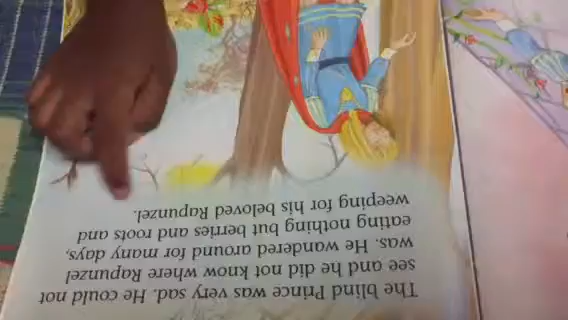 The blind Prince was very sad. He could not
see and he did not know where Rapunzel
was. He wandered around for many days,
eating nothing but berries and roots and
weeping for his beloved Rapunzel.